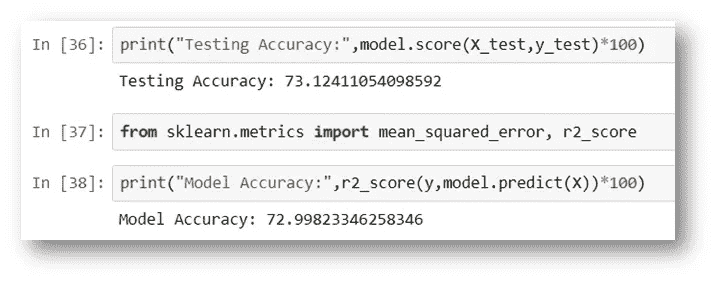 In [36]: print("Testing Accuracy:",model.score(X_test,y_test)*100)
Testing Accuracy: 73.12411054098592
In [37]: from sklearn.metrics import mean_squared_error, r2_score
In [38]: print("Model Accuracy:",r2_score(y,model.predict(X))*100)
Model Accuracy: 72.99823346258346